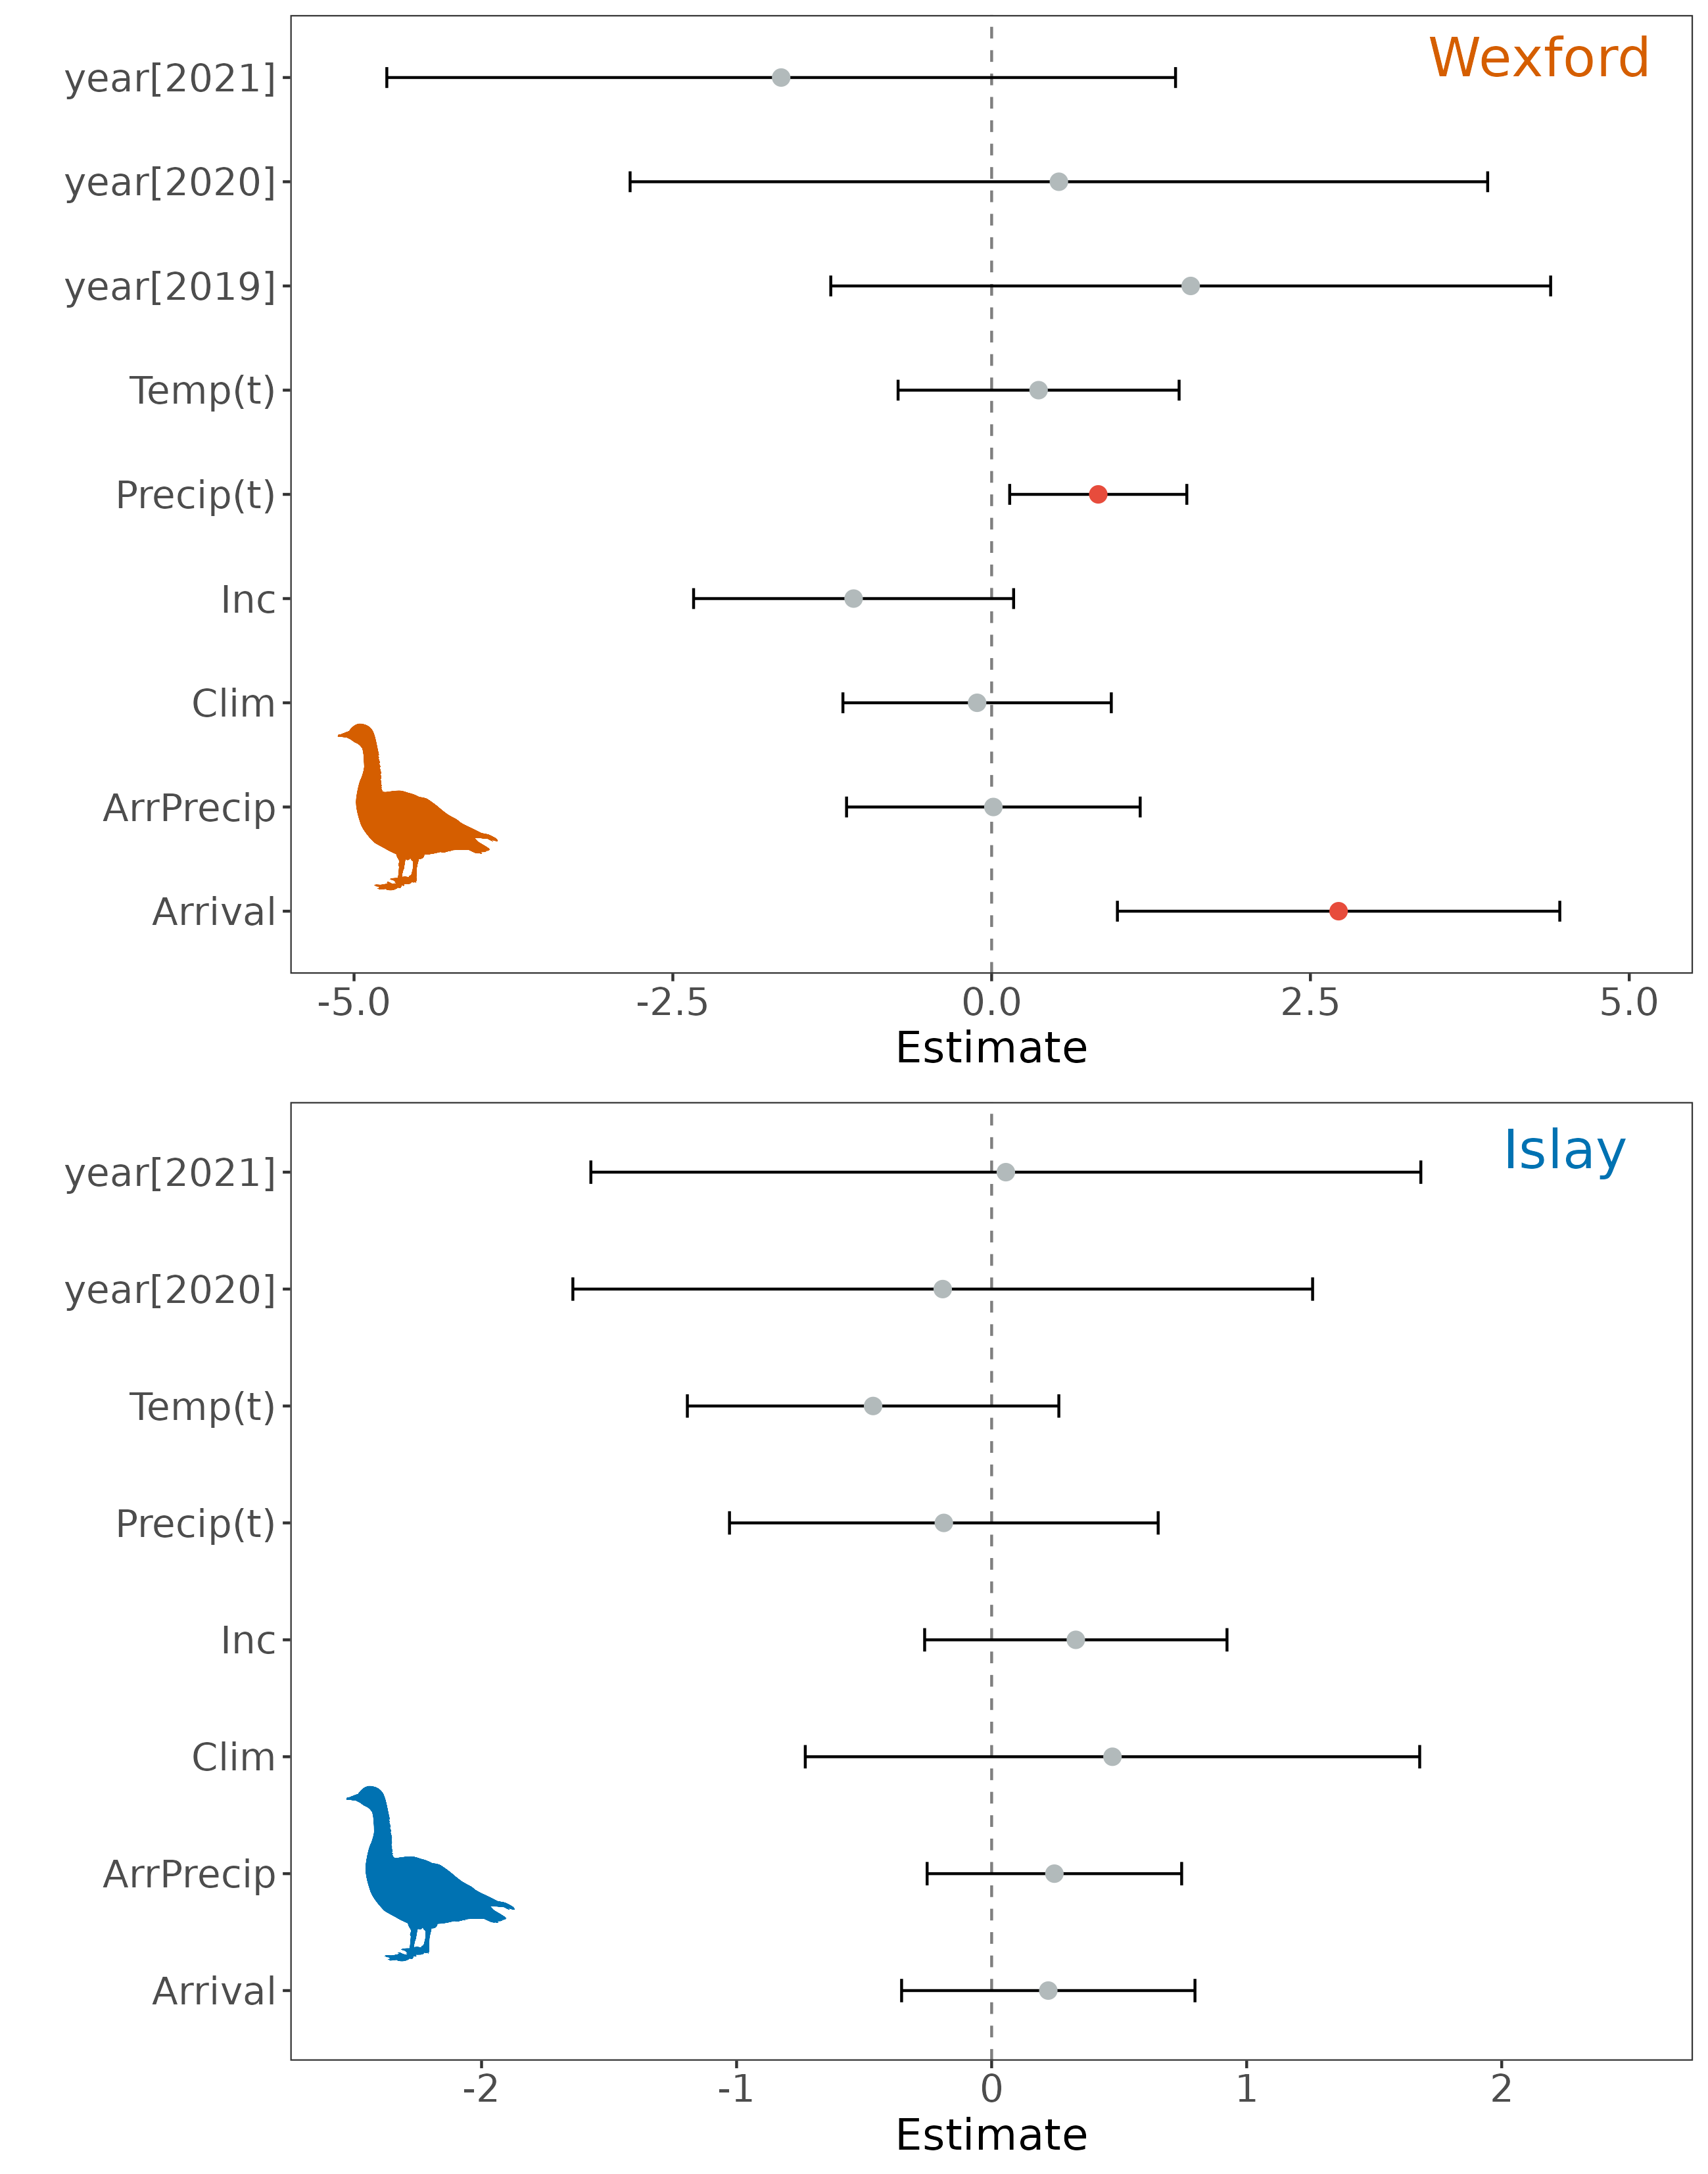 Wexford
year[2021]
year[2020]
year[2019]
Temp(t)
Precip(t)
Inc
Clim
ArrPrecip
Arrival
-5.0 -2.5 0.0 2.5 5.0
Estimate
Islay
year[2021]
year[2020]
Temp(t)
Precip(t)
Inc
Clim
ArrPrecip
Arrival
-2 -1 0 1 2
Estimate